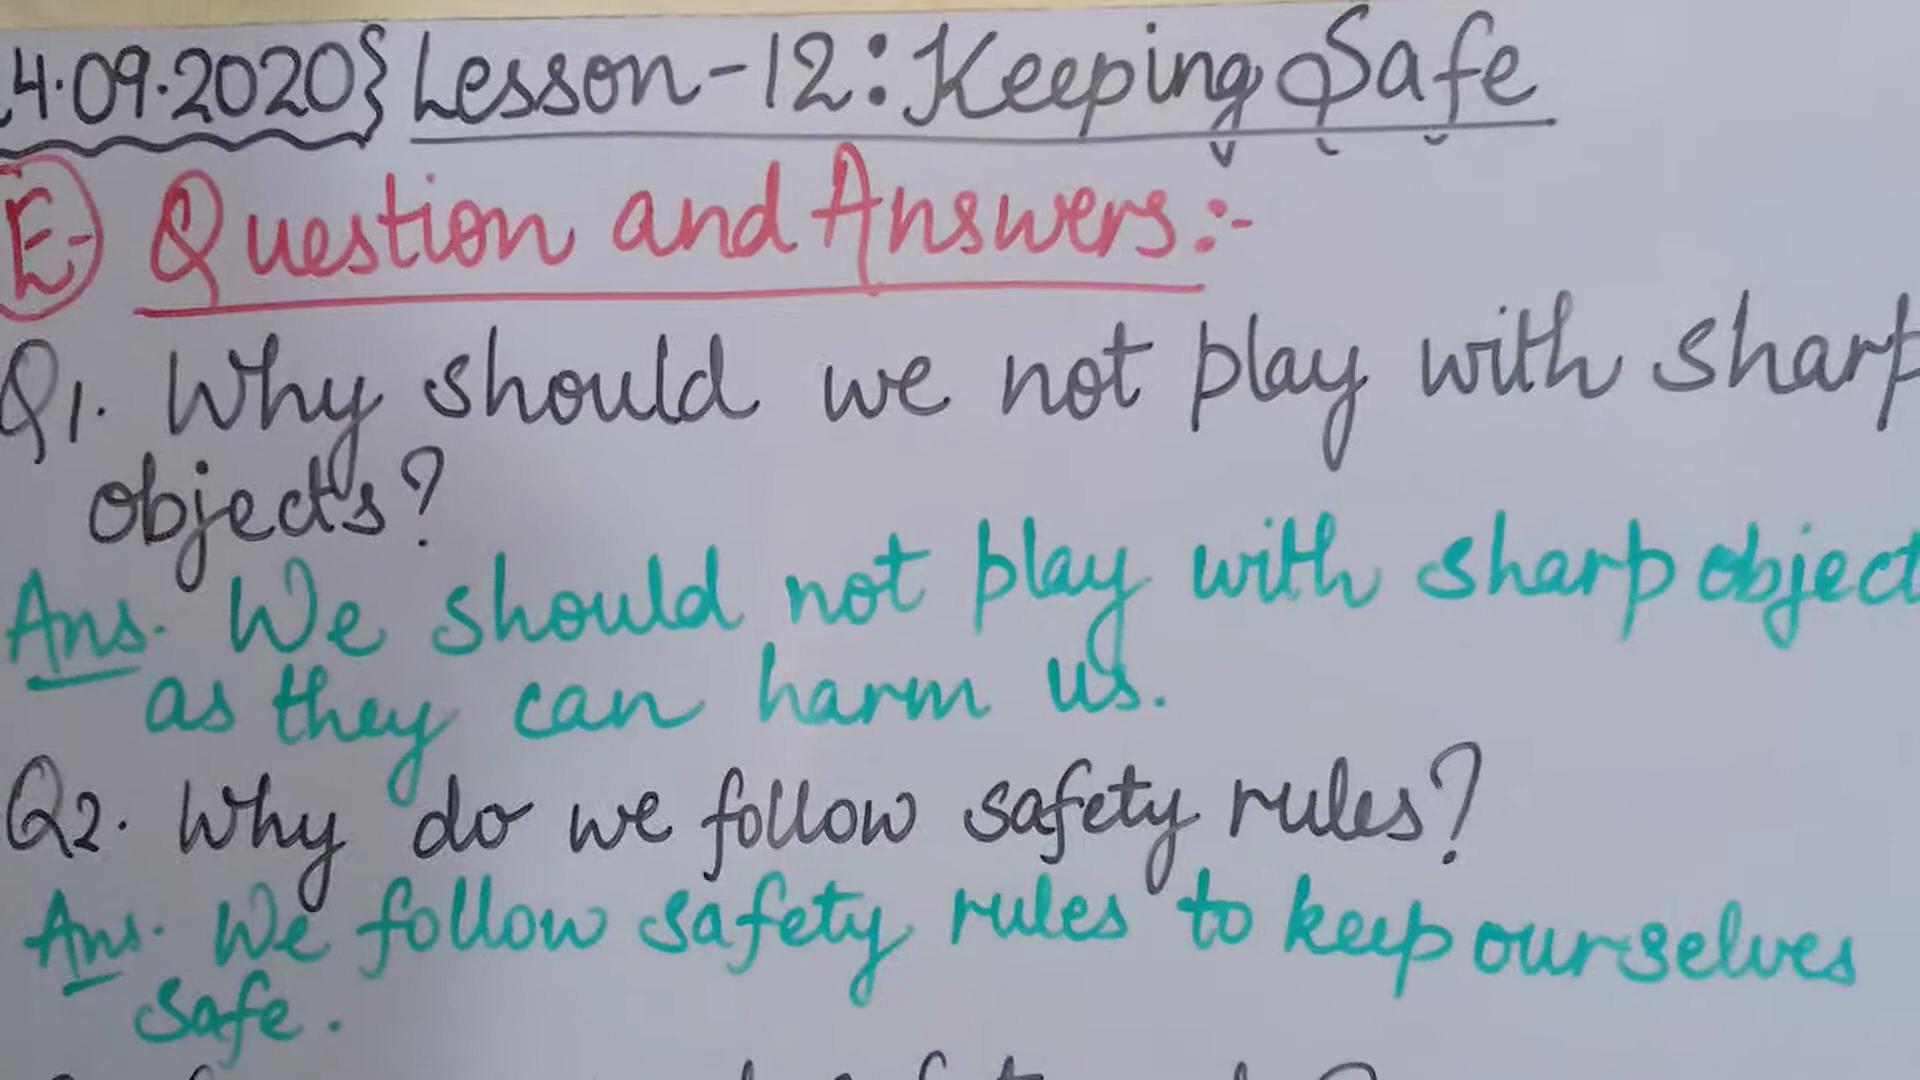 4.09.2020} Lesson-12: Keeping Safe
E-) Question and Answers:-
Q1. Why should we not play with sharp
objects?
Ans. We should not play with sharp object
as they can harm us.
Q2. Why do we follow safety rules?
Ans. We follow safety rules to keep ourselves
safe.